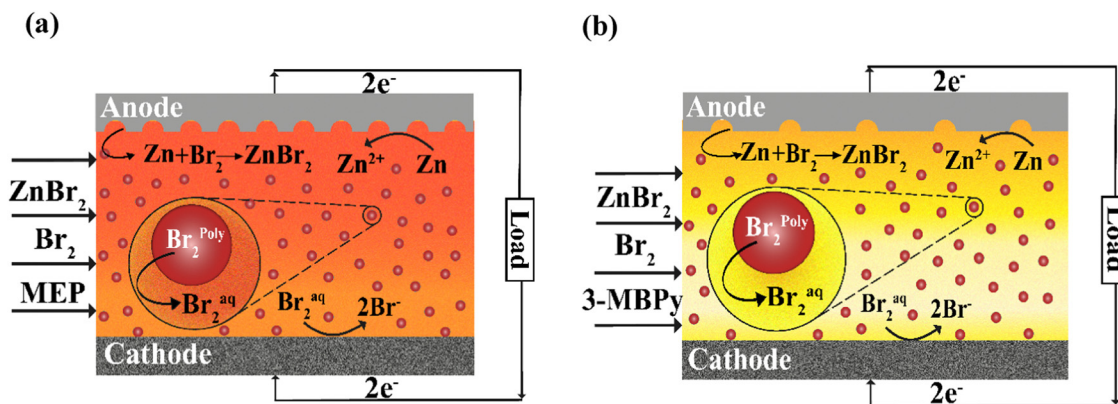 (a)
2e⁻
Anode
Zn+Br₂→ZnBr₂
Zn²⁺
Zn
ZnBr₂
Br₂
MEP
Br₂ᴾᵒˡʸ
Br₂ᵃq
Br₂ᵃq
2Br⁻
Load
Cathode
2e⁻
(b)
2e⁻
Anode
Zn+Br₂→ZnBr₂
Zn²⁺
Zn
ZnBr₂
Br₂
3-MBPy
Br₂ᴾᵒˡʸ
Br₂ᵃq
Br₂ᵃq
2Br⁻
Load
Cathode
2e⁻